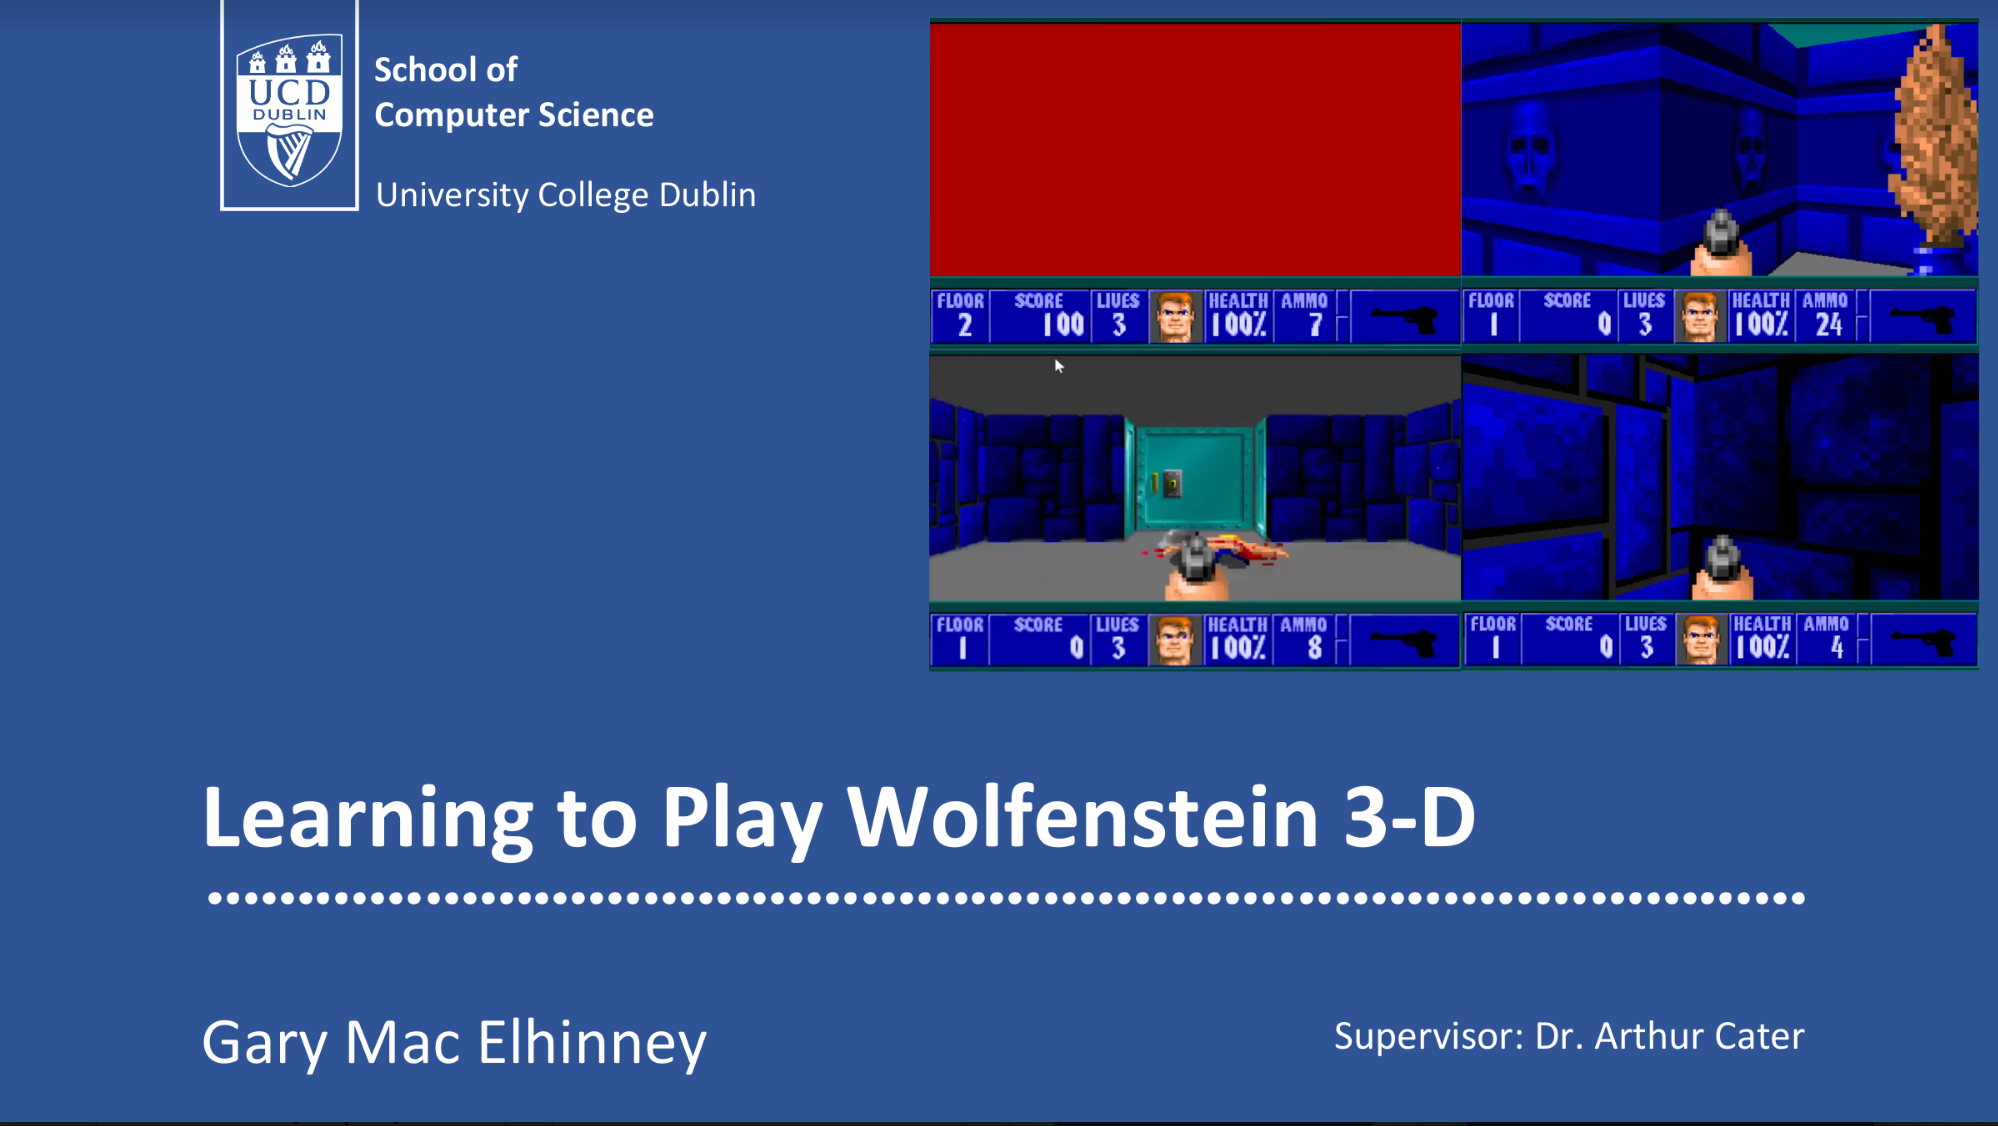 UCD
DUBLIN
School of
Computer Science
University College Dublin
FLOOR SCORE LIVES HEALTH AMMO
2 100 3 100% 7
FLOOR SCORE LIVES HEALTH AMMO
1 0 3 100% 24
FLOOR SCORE LIVES HEALTH AMMO
1 0 3 100% 8
FLOOR SCORE LIVES HEALTH AMMO
1 0 3 100% 4
Learning to Play Wolfenstein 3-D
Gary Mac Elhinney
Supervisor: Dr. Arthur Cater